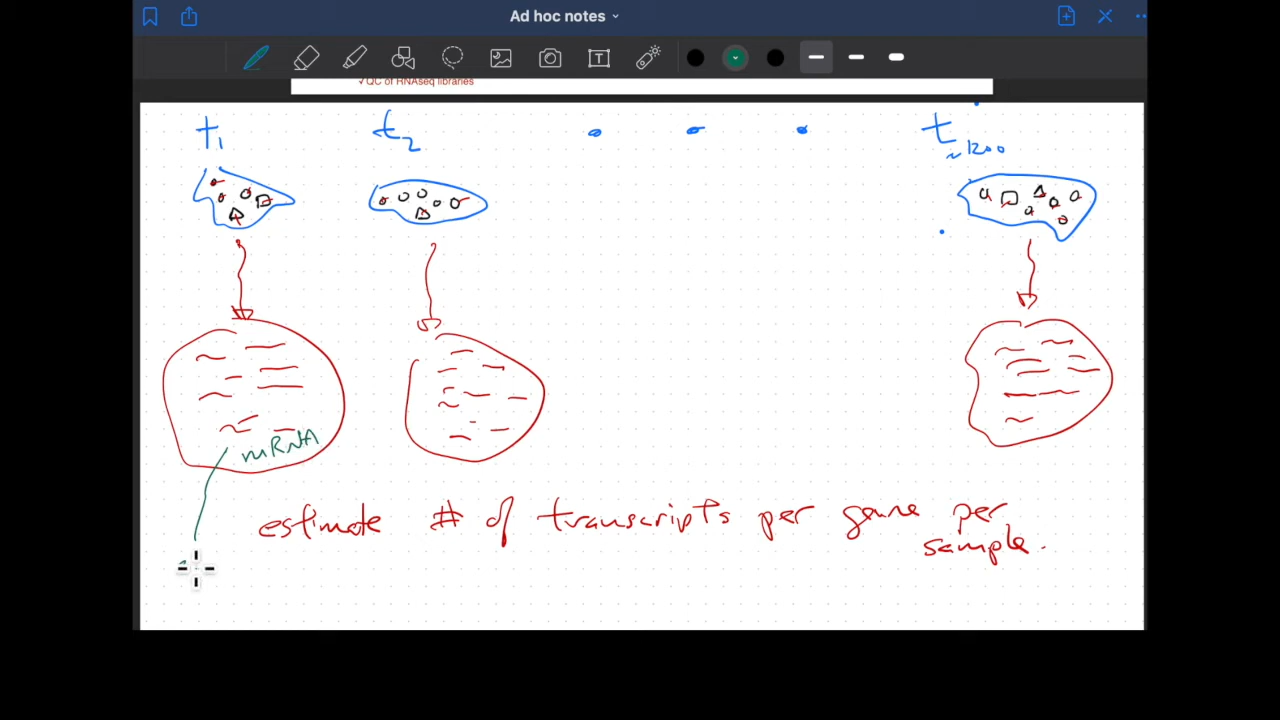 Ad hoc notes
T
✓QC of RNAseq libraries
t1 t2 t~1200
mRNA
estimate # of transcripts per gene per
sample.